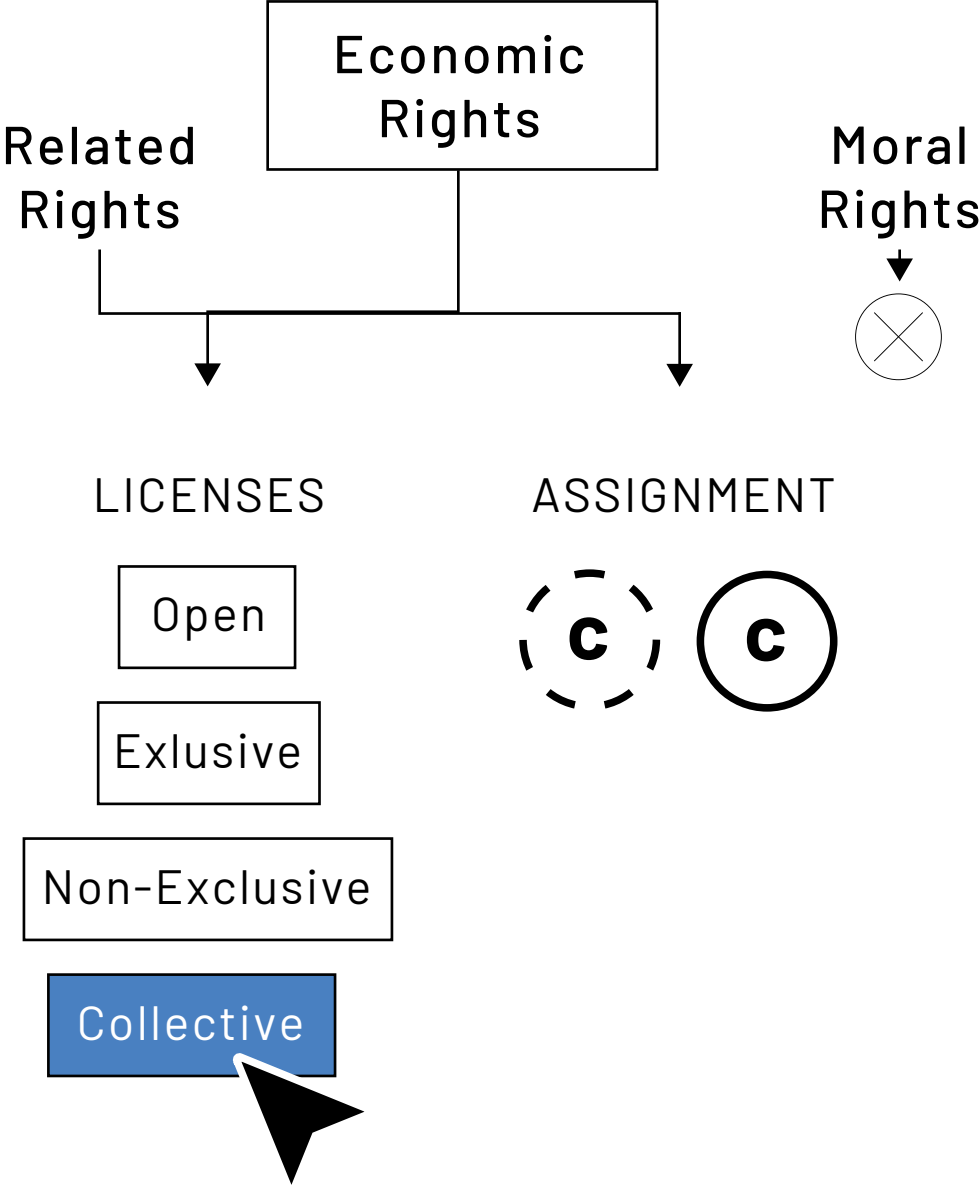 Economic
Rights
Related
Rights
Moral
Rights
LICENSES
ASSIGNMENT
Open
C
C
Exlusive
Non-Exclusive
Collective